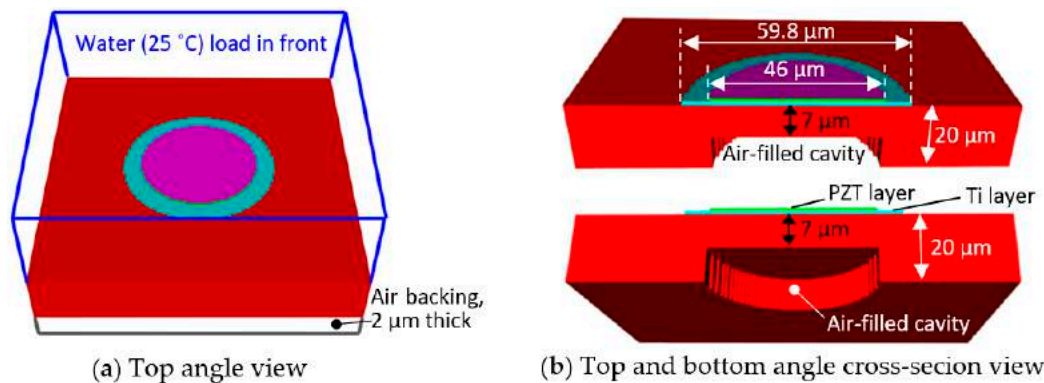 Water (25 ˚C) load in front
Air backing,
2 μm thick
(a) Top angle view
59.8 μm
46 μm
7 μm
20 μm
Air-filled cavity
PZT layer
Ti layer
7 μm
20 μm
Air-filled cavity
(b) Top and bottom angle cross-secion view